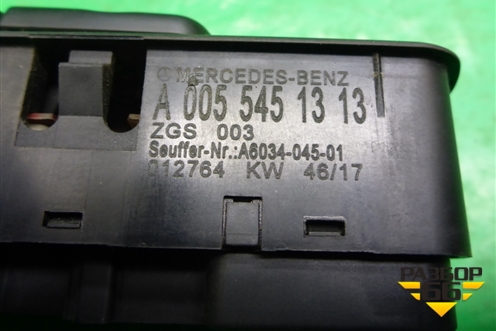 MERCEDES-BENZ
A 005 545 13 13
ZGS 003
Seuffer-Nr.:A6034-045-01
012764 KW 46/17
РАЗБОР
66